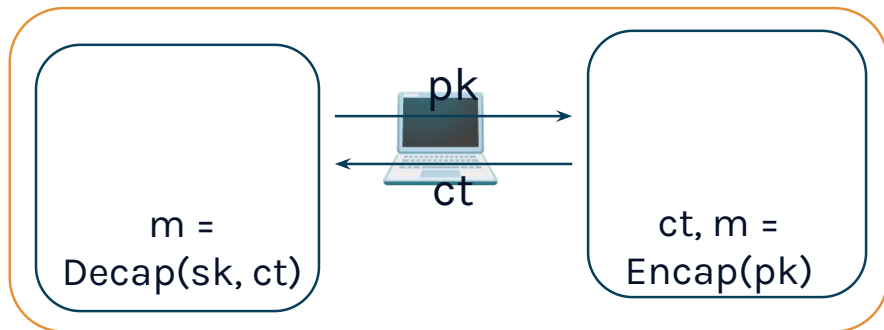 pk
ct
m =
Decap(sk, ct)
ct, m =
Encap(pk)